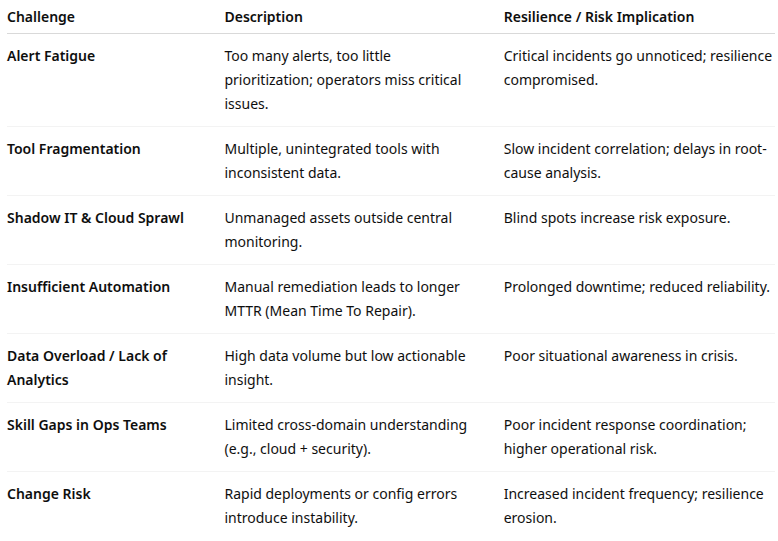 Challenge Description Resilience / Risk Implication
Alert Fatigue Too many alerts, too little Critical incidents go unnoticed; resilience
prioritization; operators miss critical compromised.
issues.
Tool Fragmentation Multiple, unintegrated tools with Slow incident correlation; delays in root-
inconsistent data. cause analysis.
Shadow IT & Cloud Sprawl Unmanaged assets outside central Blind spots increase risk exposure.
monitoring.
Insufficient Automation Manual remediation leads to longer Prolonged downtime; reduced reliability.
MTTR (Mean Time To Repair).
Data Overload / Lack of High data volume but low actionable Poor situational awareness in crisis.
Analytics insight.
Skill Gaps in Ops Teams Limited cross-domain understanding Poor incident response coordination;
(e.g., cloud + security). higher operational risk.
Change Risk Rapid deployments or config errors Increased incident frequency; resilience
introduce instability. erosion.